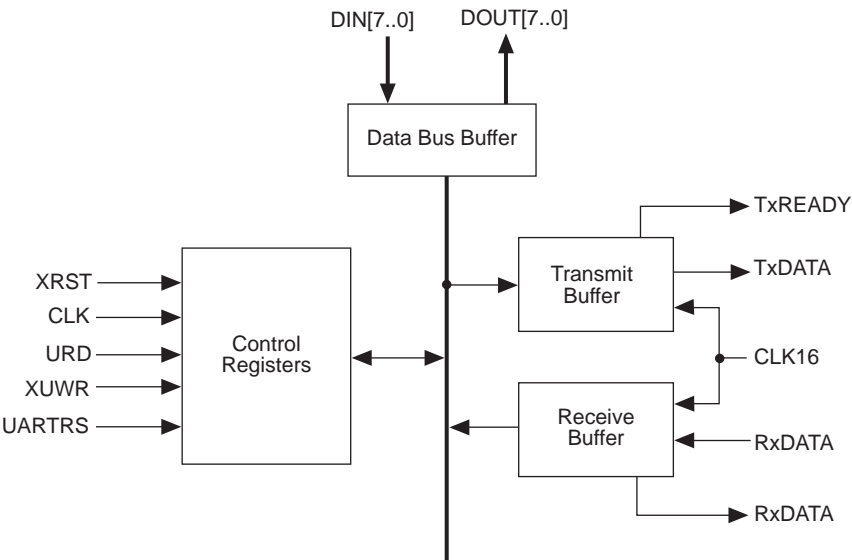 DIN[7..0]
DOUT[7..0]
Data Bus Buffer
TxREADY
Transmit
Buffer
TxDATA
XRST
CLK
URD
XUWR
UARTRS
Control
Registers
CLK16
Receive
Buffer
RxDATA
RxDATA